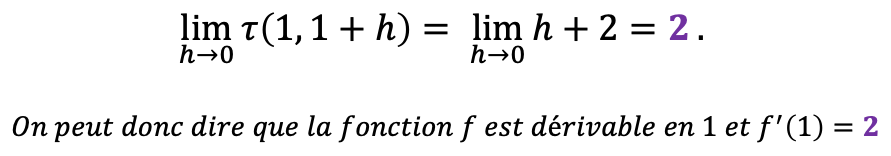 lim τ(1, 1 + h) = lim h + 2 = 2 .
h→0 h→0
On peut donc dire que la fonction f est dérivable en 1 et f′(1) = 2